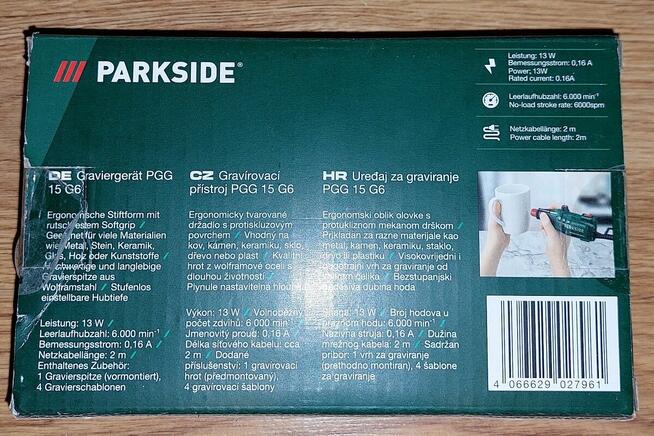 PARKSIDE®
Leistung: 13 W
Bemessungsstrom: 0,16 A
Power; 13W
Rated current: 0.16A
Leerlaufhubzahl: 6.000 min⁻¹
No-load stroke rate: 6000spm
Netzkabellänge: 2 m
Power cable length: 2m
DE Graviergerät PGG
15 G6
Ergonomische Stiftform mit
rutschfestem Softgrip /
Geeignet für viele Materialien
wie Metall, Stein, Keramik,
Glas, Holz oder Kunststoffe /
Hochwertige und langlebige
Gravierspitze aus
Wolframstahl / Stufenlos
einstellbare Hubtiefe
Leistung: 13 W /
Leerlaufhubzahl: 6.000 min⁻¹ /
Bemessungsstrom: 0,16 A /
Netzkabellänge: 2 m /
Enthaltenes Zubehör:
1 Gravierspitze (vormontiert),
4 Gravierschablonen
CZ Gravírovací
přístroj PGG 15 G6
Ergonomicky tvarované
držadlo s protiskluzovým
povrchem / Vhodný na
kov, kámen, keramiku, sklo,
dřevo nebo plast / Kvalitní
hrot z wolframové oceli s
dlouhou životností /
Plynule nastavitelná hloubka
Výkon: 13 W / Volnoběžný
počet zdvihů: 6.000 min⁻¹ /
Jmenovitý proud: 0,16 A /
Délka síťového kabelu: cca
2 m / Dodané
příslušenství: 1 gravírovací
hrot (předmontovaný),
4 gravírovací šablony
HR Uređaj za graviranje
PGG 15 G6
Ergonomski oblik olovke s
protukliznom mekanom drškom /
Prikladan za razne materijale kao
metal, kamen, keramiku, staklo,
drvo ili plastiku / Visokovrijedni i
dugotrajni vrh za graviranje od
čelika / Bezstupanjski
dubina hoda
Snaga: 13 W / Broj hodova u
praznom hodu: 6.000 min⁻¹ /
Nazivna struja: 0,16 A / Dužina
mrežnog kabela: 2 m / Sadržan
pribor: 1 vrh za graviranje
(prethodno montiran), 4 šablone
za graviranje
PARKSIDE
4 066629 027961